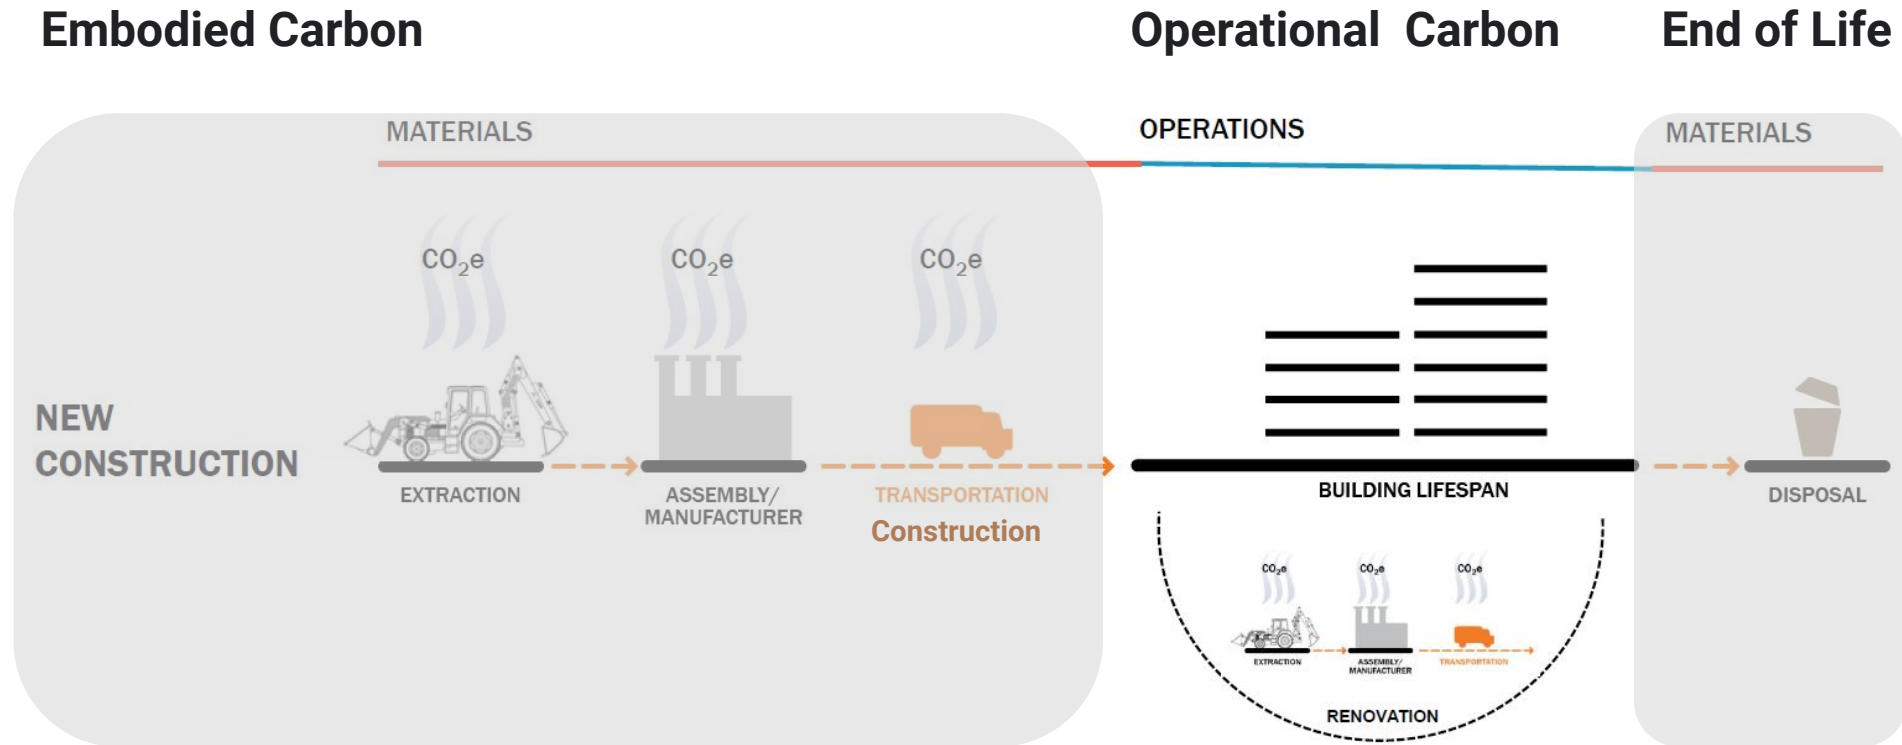 Embodied Carbon
Operational  Carbon
End of Life
MATERIALS
OPERATIONS
MATERIALS
CO₂e
CO₂e
CO₂e
NEW
CONSTRUCTION
EXTRACTION
ASSEMBLY/
MANUFACTURER
TRANSPORTATION
Construction
BUILDING LIFESPAN
DISPOSAL
CO₂e
CO₂e
CO₂e
EXTRACTION
ASSEMBLY/
MANUFACTURER
TRANSPORTATION
RENOVATION